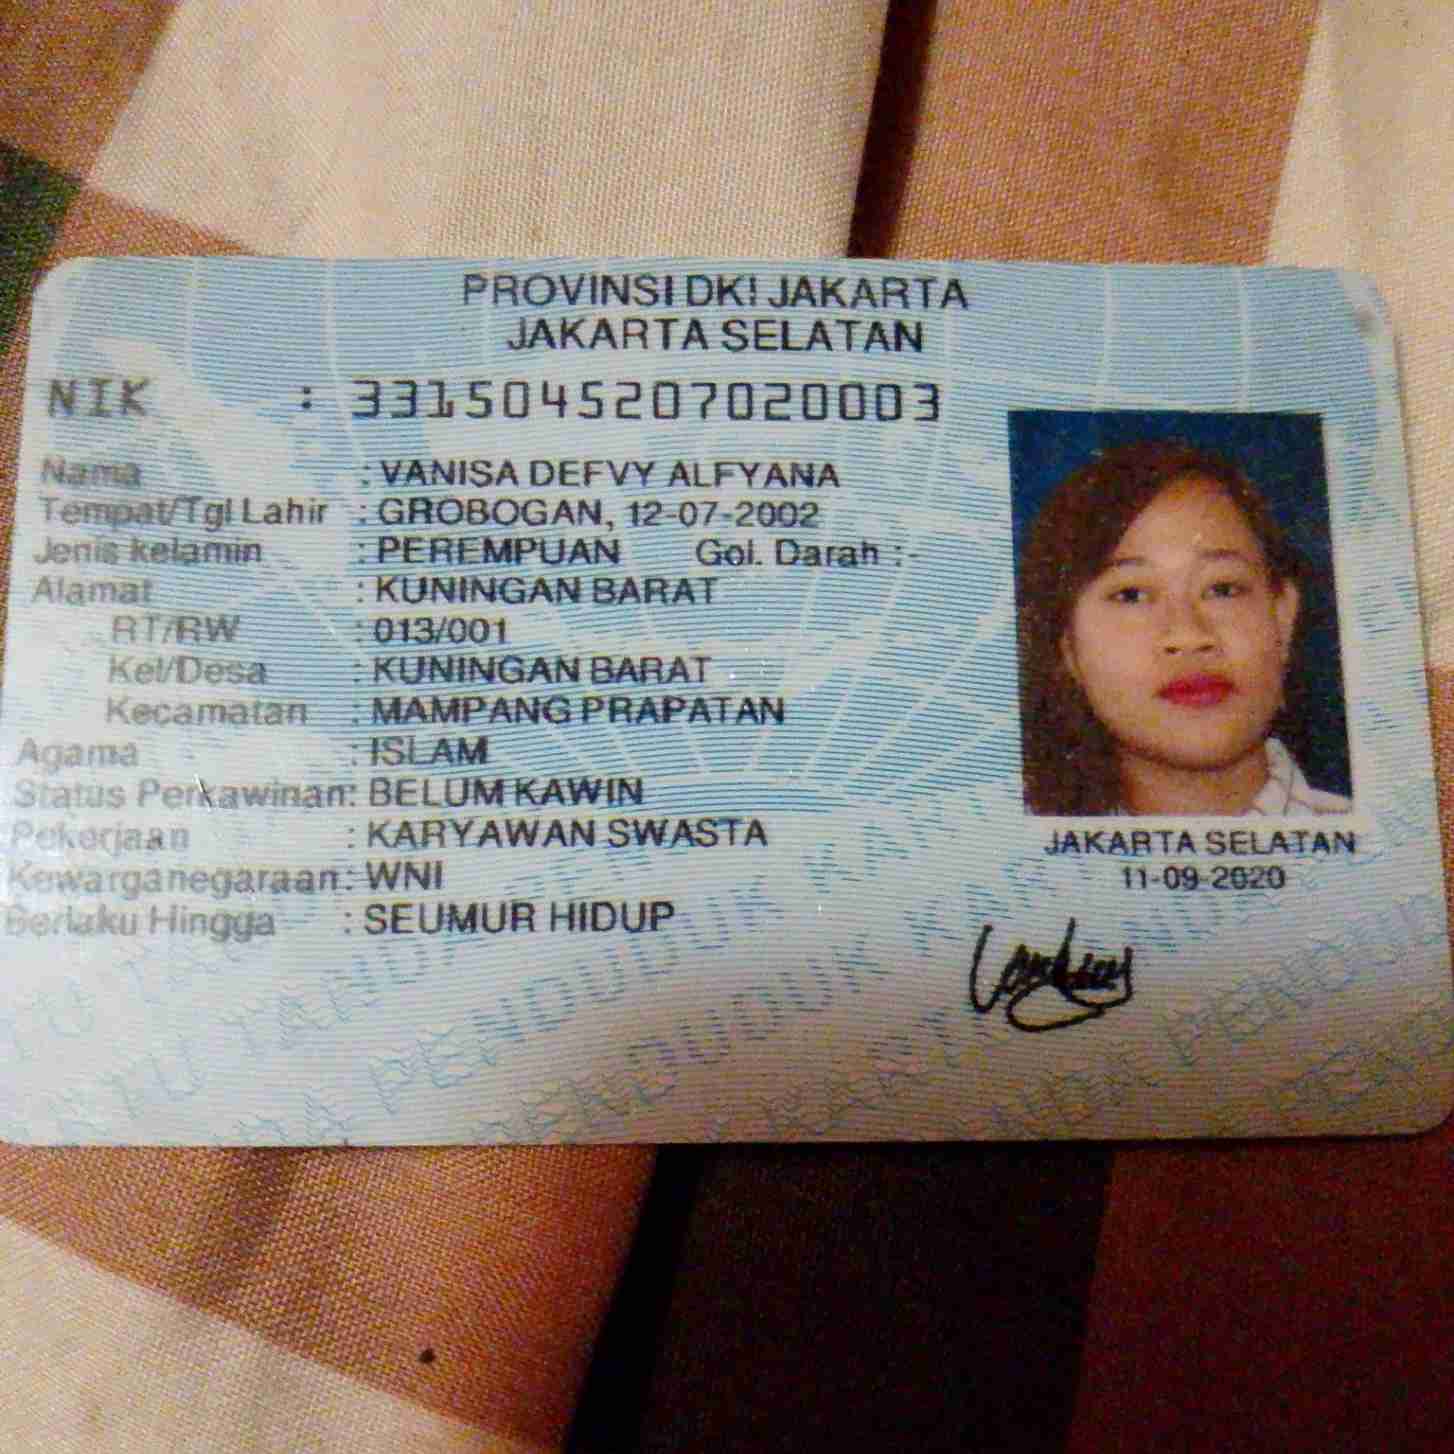 PROVINSI DKI JAKARTA
JAKARTA SELATAN
NIK : 3315045207020003
Nama : VANISA DEFVY ALFYANA
Tempat/Tgl Lahir : GROBOGAN, 12-07-2002
Jenis kelamin : PEREMPUAN Gol. Darah : -
Alamat : KUNINGAN BARAT
RT/RW : 013/001
Kel/Desa : KUNINGAN BARAT
Kecamatan : MAMPANG PRAPATAN
Agama : ISLAM
Status Perkawinan: BELUM KAWIN
Pekerjaan : KARYAWAN SWASTA
Kewarganegaraan: WNI
Berlaku Hingga : SEUMUR HIDUP
JAKARTA SELATAN
11-09-2020